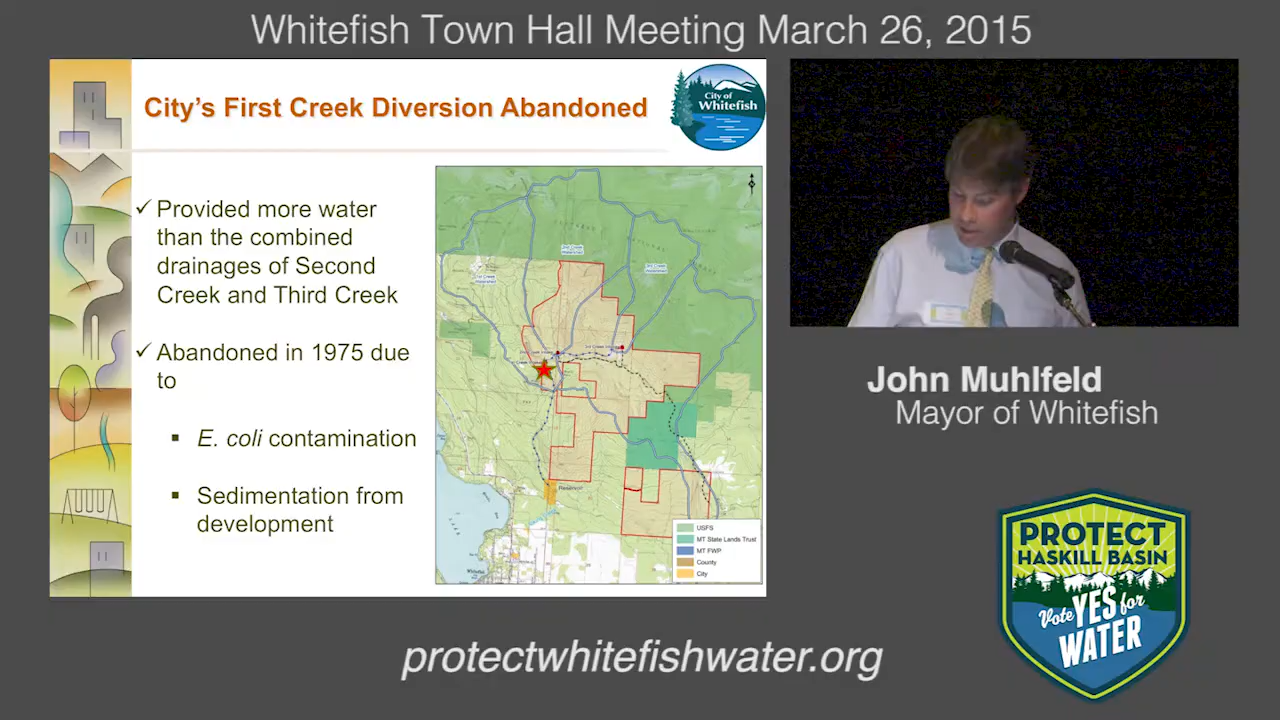 Whitefish Town Hall Meeting March 26, 2015
City's First Creek Diversion Abandoned
City of
Whitefish
✓ Provided more water
than the combined
drainages of Second
Creek and Third Creek
✓ Abandoned in 1975 due
to
▪ E. coli contamination
▪ Sedimentation from
development
Reservoir
USFS
MT State Lands Trust
MT FWP
County
City
John Muhlfeld
Mayor of Whitefish
PROTECT
HASKILL BASIN
Vote YES for
WATER
protectwhitefishwater.org